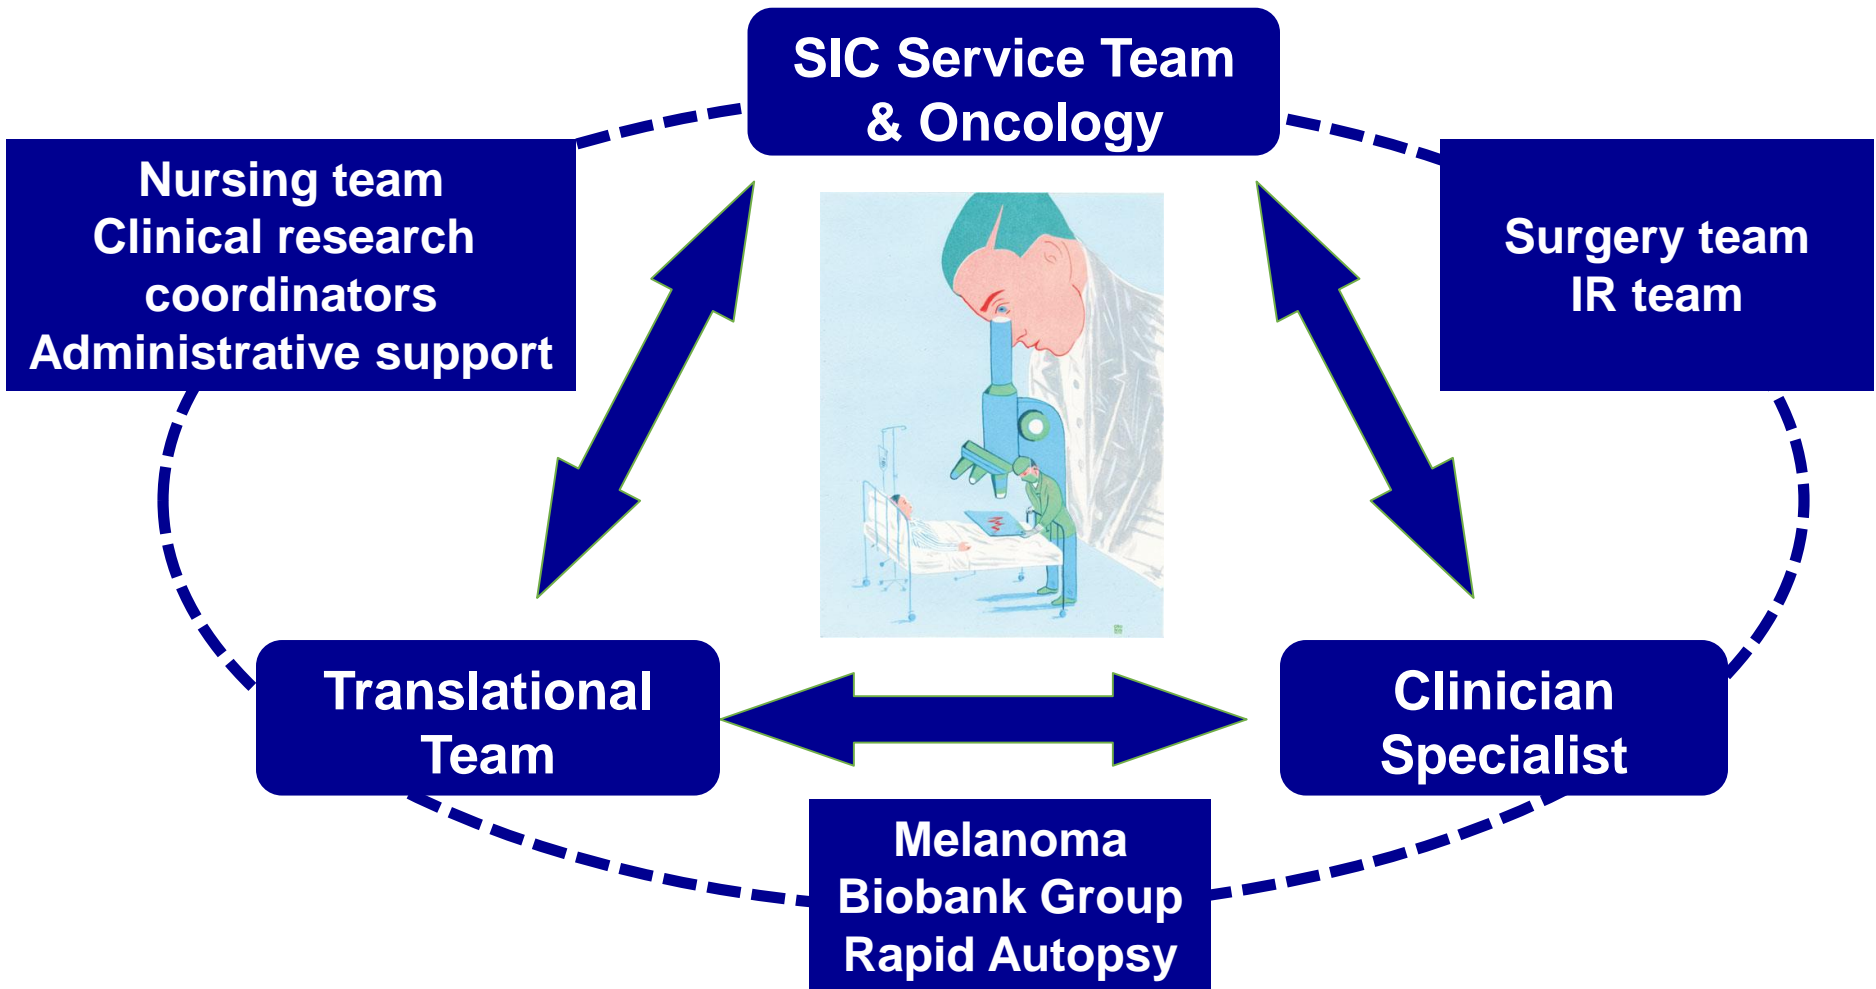 SIC Service Team
& Oncology
Nursing team
Clinical research
coordinators
Administrative support
Surgery team
IR team
Translational
Team
Clinician
Specialist
Melanoma
Biobank Group
Rapid Autopsy